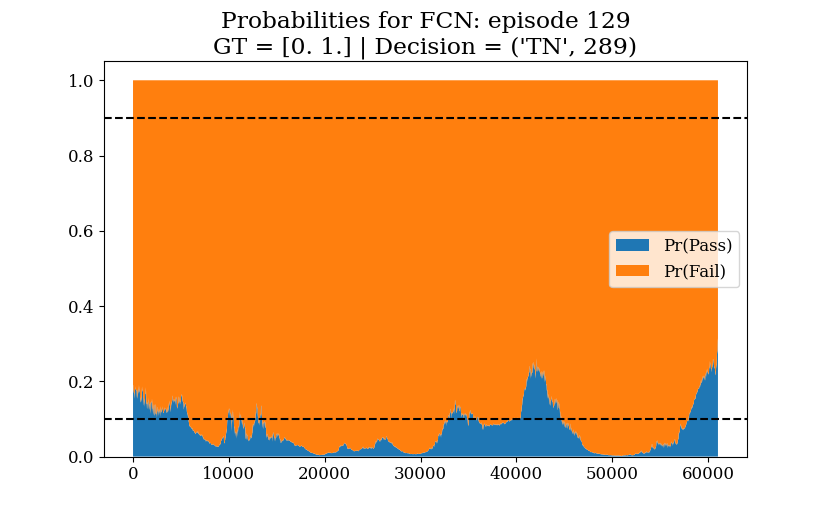 Probabilities for FCN: episode 129
GT = [0. 1.] | Decision = ('TN', 289)
1.0
0.8
0.6
0.4
0.2
0.0
Pr(Pass)
Pr(Fail)
0 10000 20000 30000 40000 50000 60000